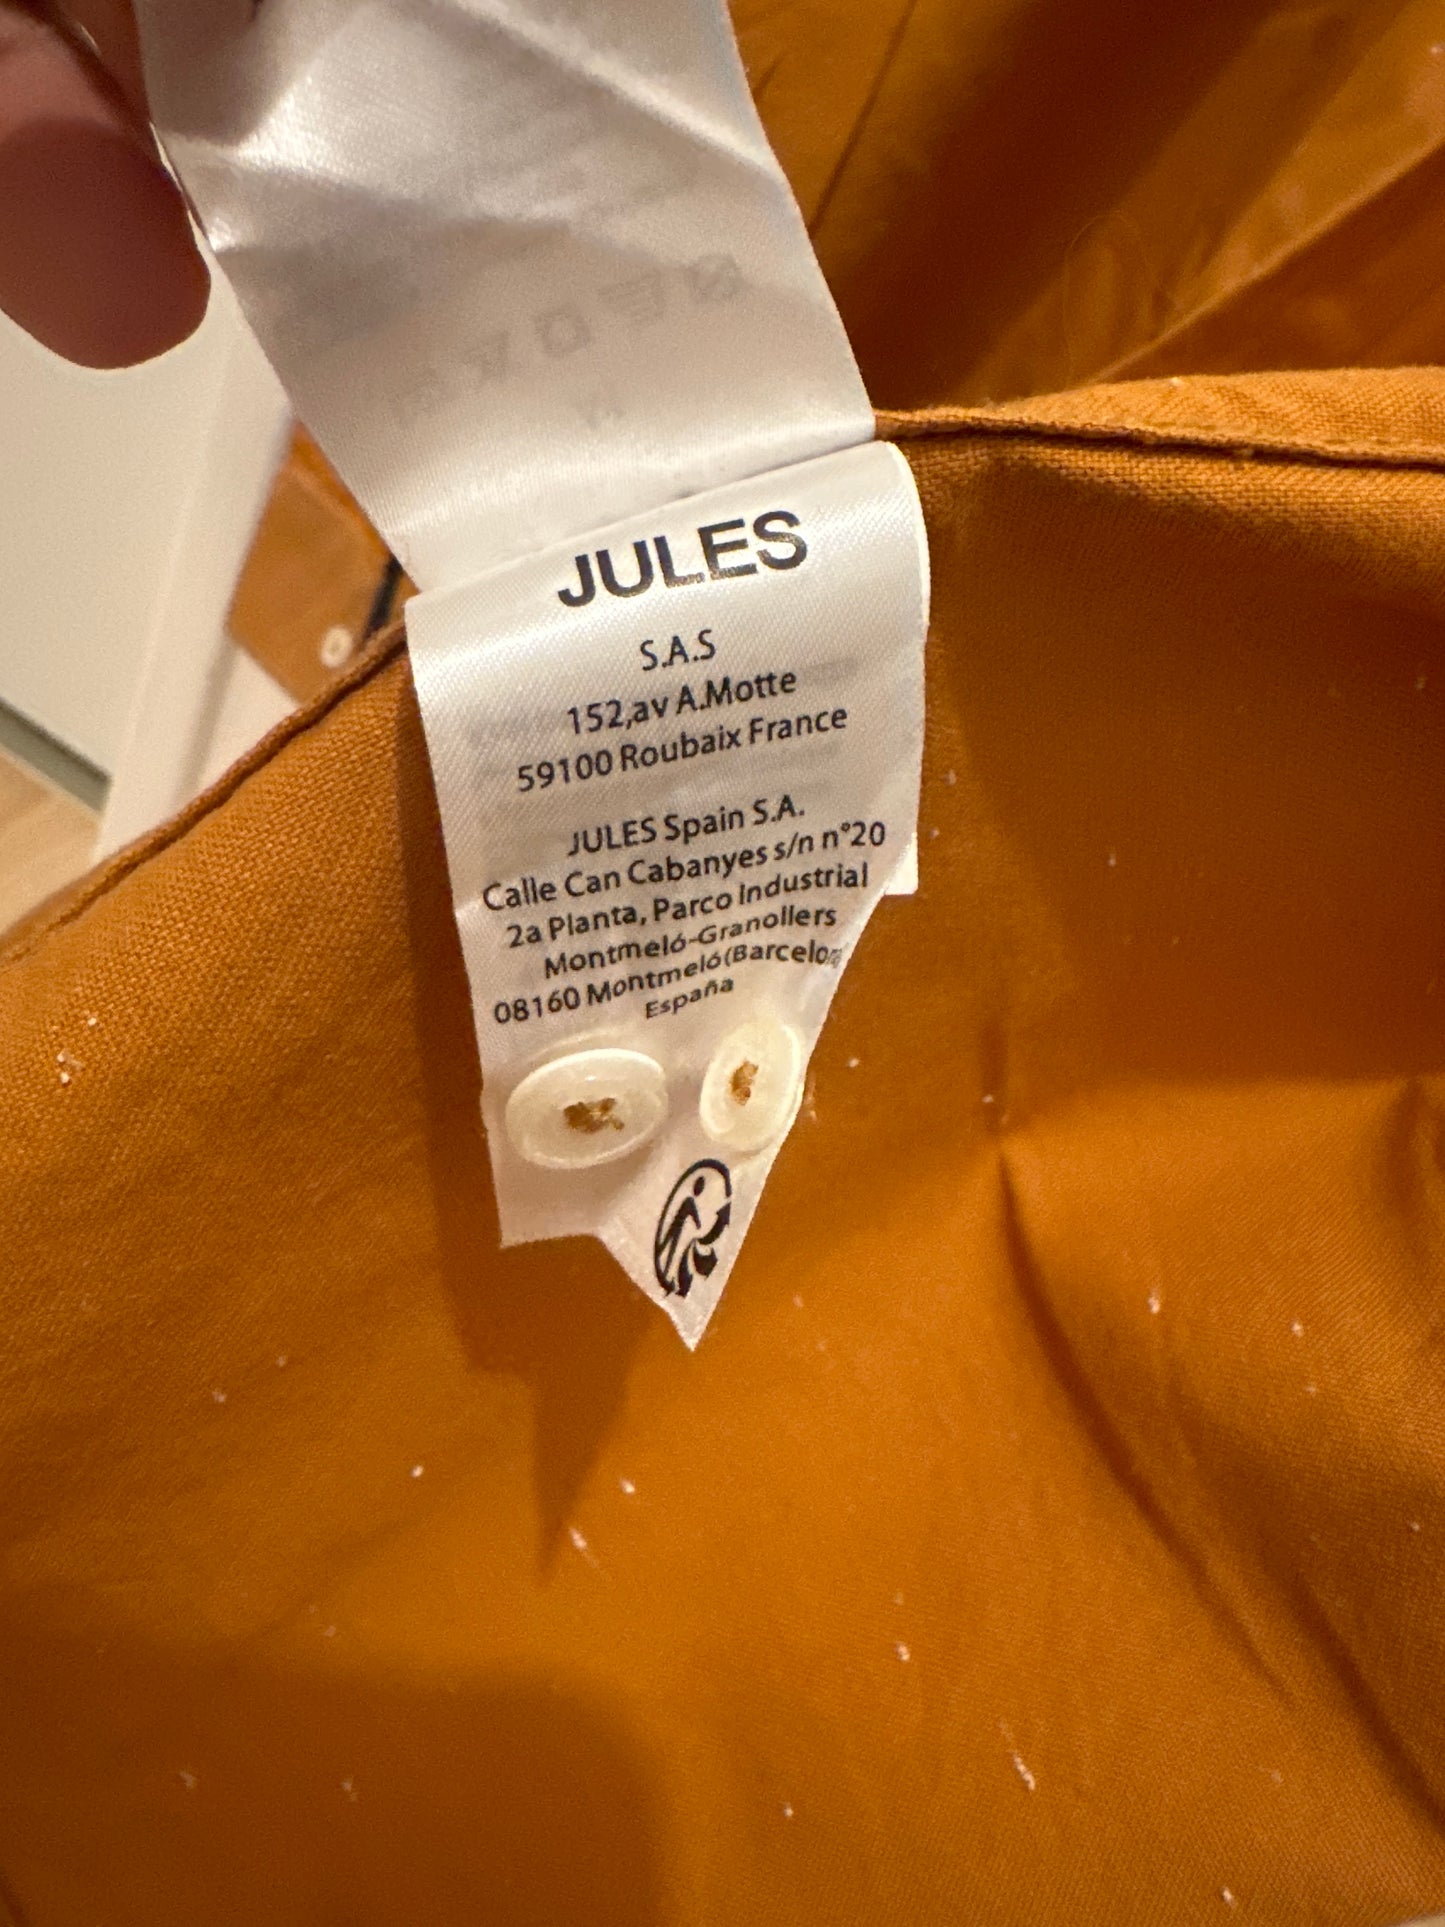 JULES
S.A.S
152,av A.Motte
59100 Roubaix France
JULES Spain S.A.
Calle Can Cabanyes s/n n°20
2a Planta, Parco Industrial
Montmeló-Granollers
08160 Montmeló(Barcelon
España